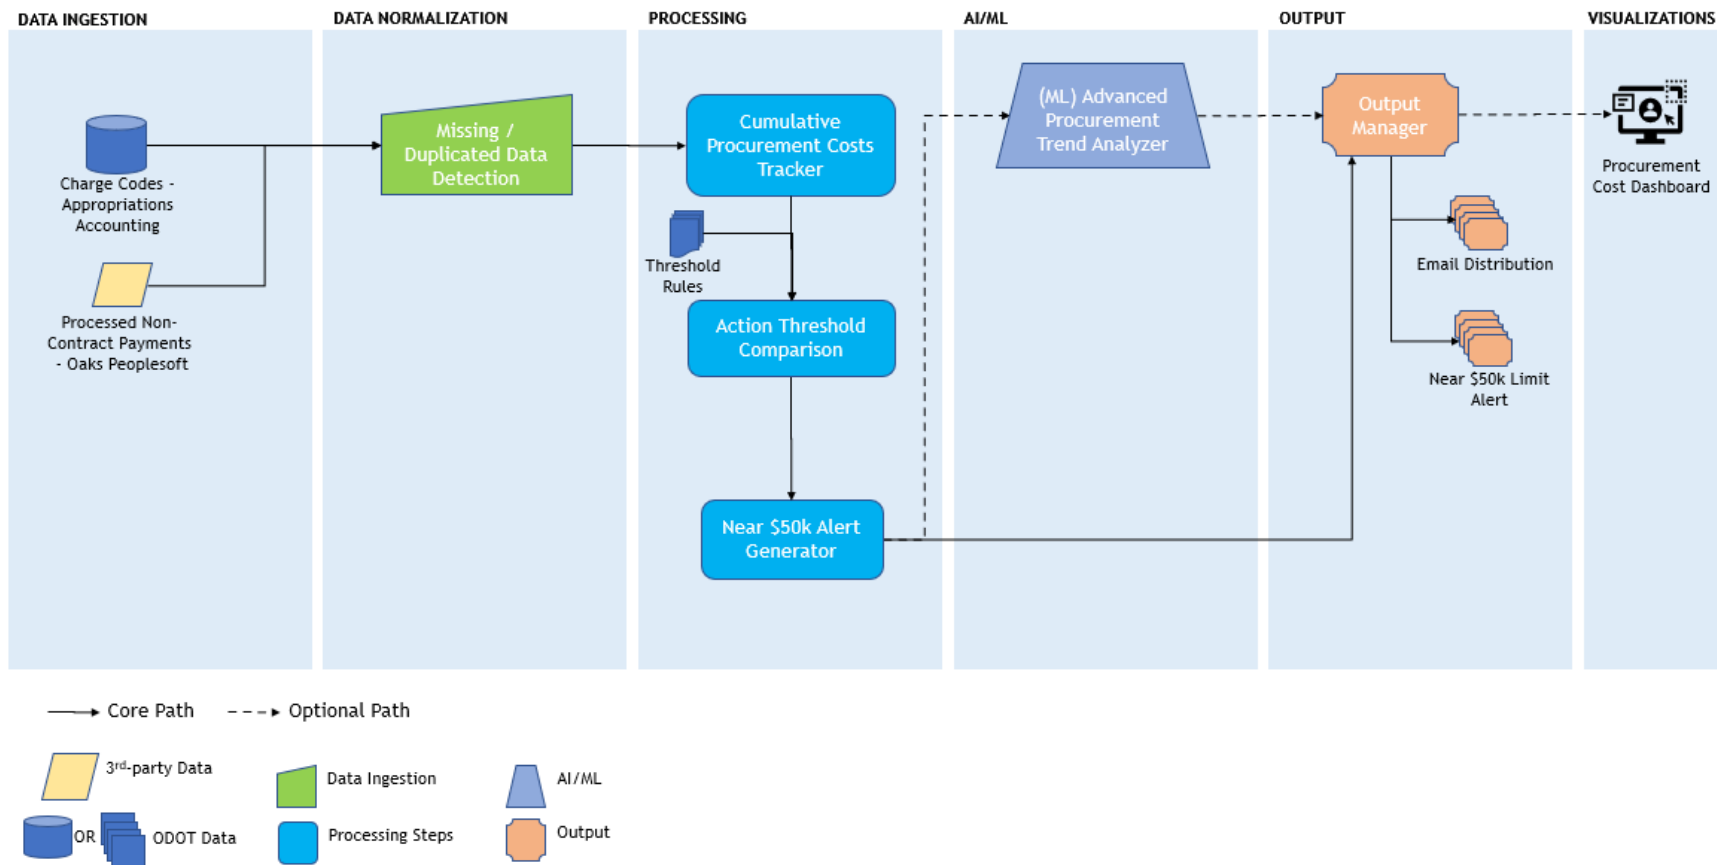 DATA INGESTION
DATA NORMALIZATION
PROCESSING
AI/ML
OUTPUT
VISUALIZATIONS
Charge Codes -
Appropriations
Accounting
Processed Non-
Contract Payments
- Oaks Peoplesoft
Missing /
Duplicated Data
Detection
Cumulative
Procurement Costs
Tracker
Threshold
Rules
Action Threshold
Comparison
Near $50k Alert
Generator
(ML) Advanced
Procurement
Trend Analyzer
Output
Manager
Email Distribution
Near $50k Limit
Alert
Procurement
Cost Dashboard
Core Path
Optional Path
3rd-party Data
Data Ingestion
AI/ML
OR
ODOT Data
Processing Steps
Output